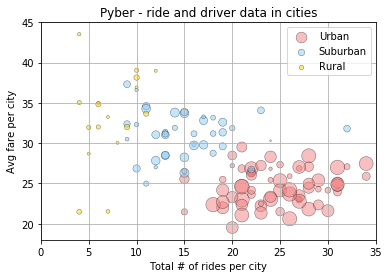 Pyber - ride and driver data in cities
45
40
35
30
25
20
Avg fare per city
Urban
Suburban
Rural
0 5 10 15 20 25 30 35
Total # of rides per city